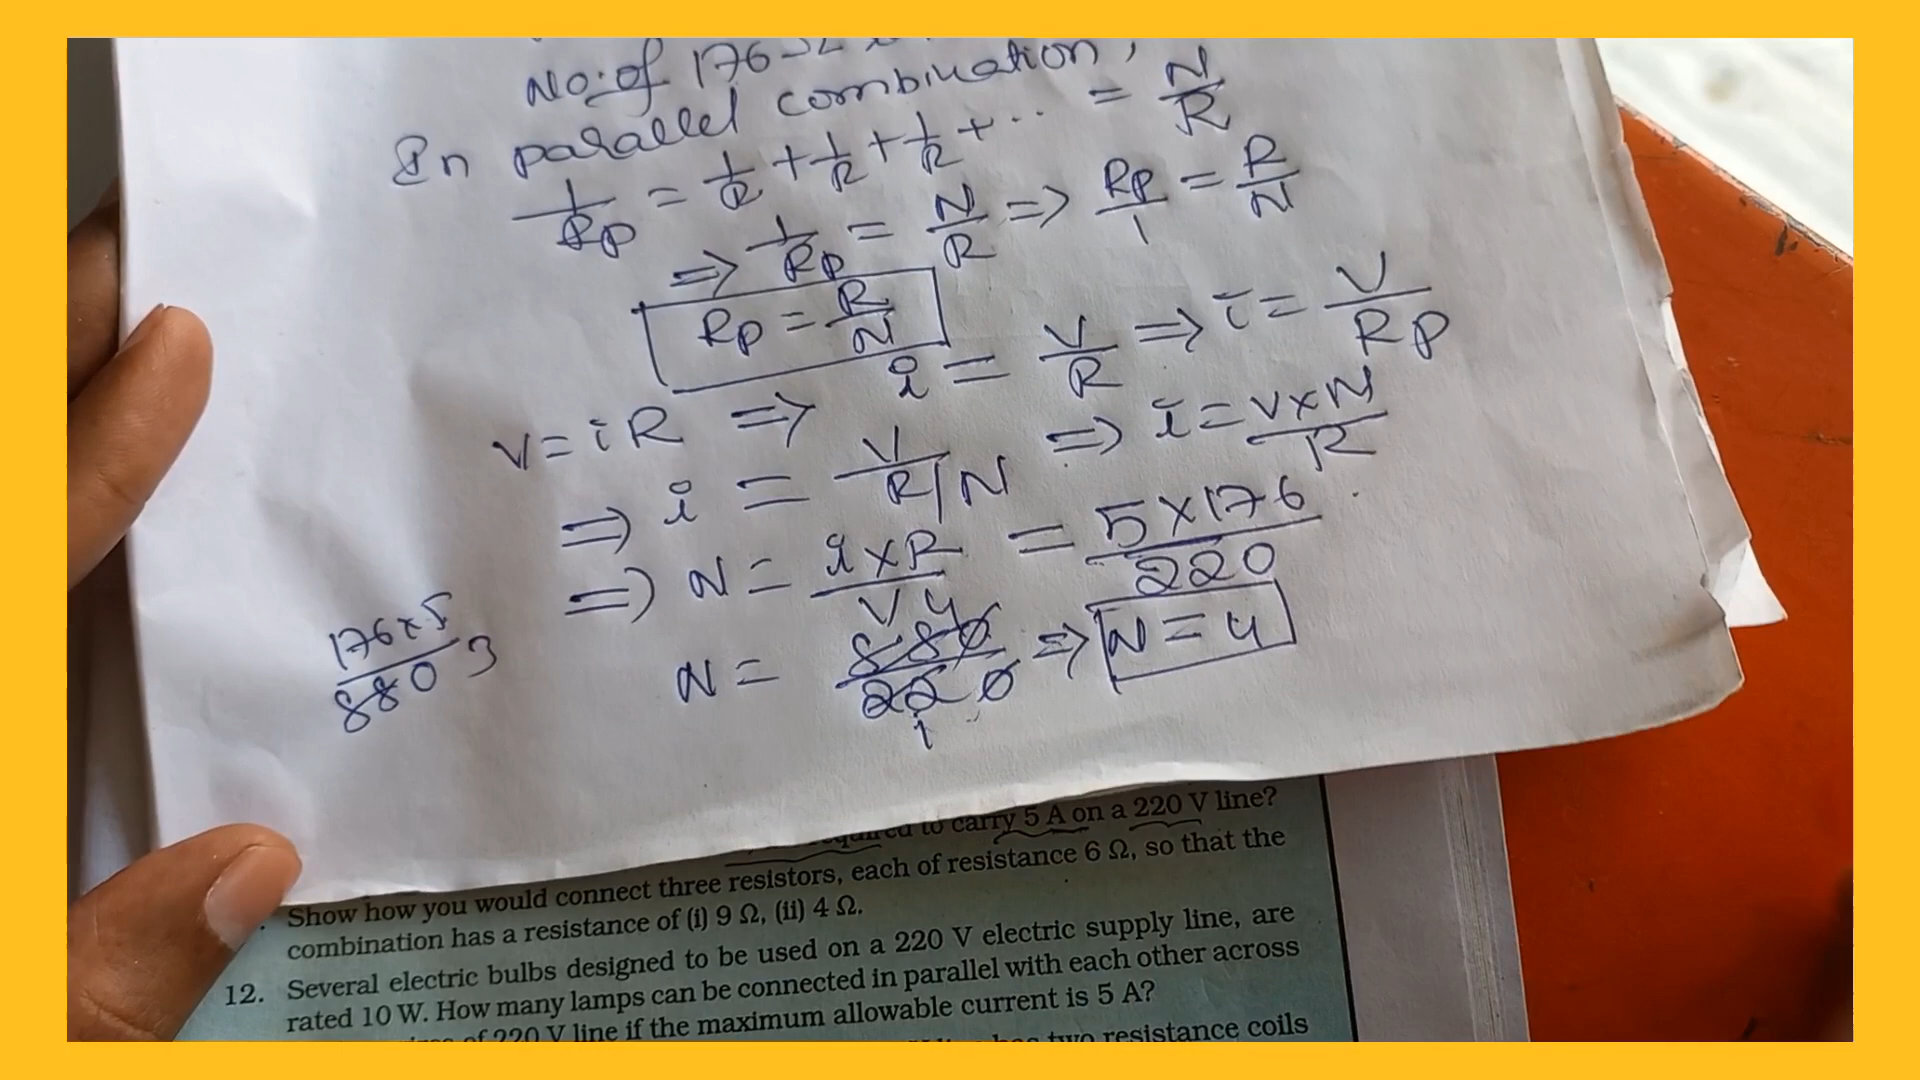 No. of 176 Ω
In parallel combination,
1/Rp = 1/R + 1/R + 1/R + ... = N/R
=> 1/Rp = N/R => Rp/1 = R/N
Rp = R/N
V = iR => i = V/R => i = V/Rp
=> i = V/R/N => i = V×N/R
=> N = i×R/V = 5×176/220
176×5
880 3
N = 880/220 4 1 => N = 4
to carry 5 A on a 220 V line?
Show how you would connect three resistors, each of resistance 6 Ω, so that the
combination has a resistance of (i) 9 Ω, (ii) 4 Ω.
12. Several electric bulbs designed to be used on a 220 V electric supply line, are
rated 10 W. How many lamps can be connected in parallel with each other across
of 220 V line if the maximum allowable current is 5 A?
two resistance coils